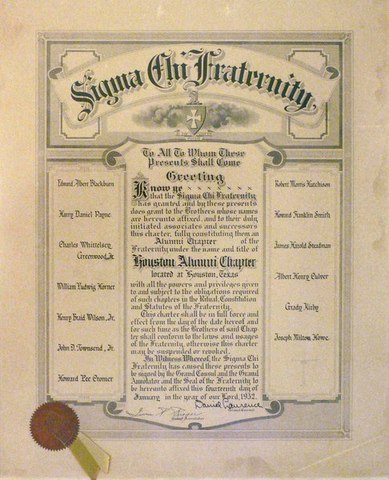 Sigma Chi Fraternity
To All To Whom These
Presents Shall Come
Greeting
Know ye
that the Sigma Chi Fraternity
has granted and by these presents
does grant to the Brothers whose names
are hereunto affixed, and to their duly
initiated associates and successors
this charter, fully constituting them an
Alumni Chapter of the
Fraternity under the name and title of
Houston Alumni Chapter
located at Houston, Texas
with all the powers and privileges given
to and subject to the obligations required
of such chapters in the Ritual, Constitution
and Statutes of the Fraternity.
This charter shall be in full force and
effect from the day of the date hereof and
for such time as the Brothers of said Chap-
ter shall conform to the laws and usages
of the Fraternity, otherwise this charter
may be suspended or revoked.
In Witness Whereof, the Sigma Chi
Fraternity has caused these presents to
be signed by the Grand Consul and the Grand
Annotator and the Seal of the Fraternity to
be hereunto affixed this fourteenth day of
January in the year of our Lord, 1932.
Edward Albert Blackburn
Harry Daniel Payne
Charles Whittelsey
Greenwood, Jr.
William Ludwig Horner
Henry Braid Wilson, Jr.
John D. Townsend, Jr.
Howard Lee Cromer
Robert Morris Hutchison
Howard Franklin Smith
James Harold Steadman
Albert Henry Culver
Grady Kirby
Joseph Milton Howe